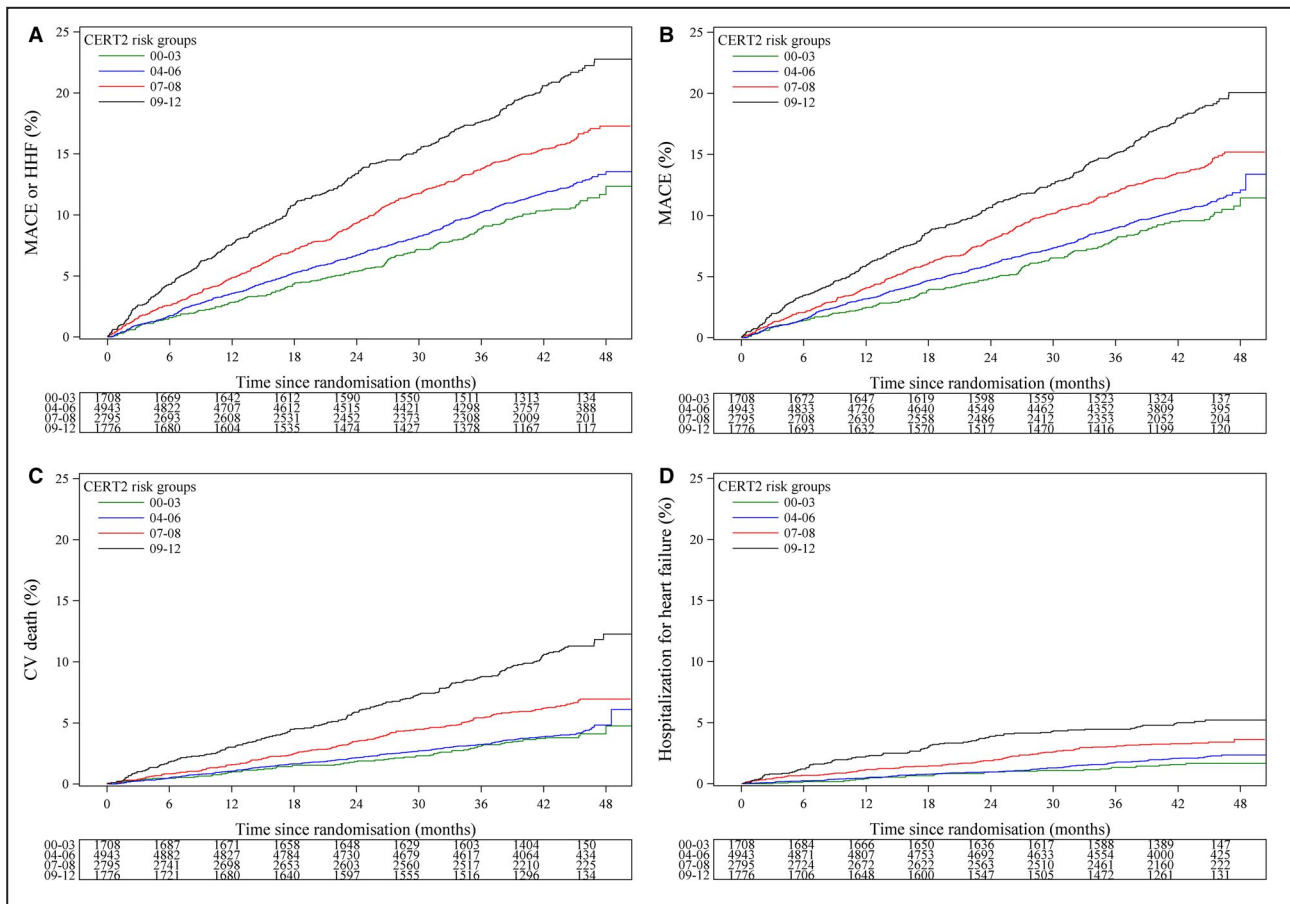 A
MACE or HHF (%)
CERT2 risk groups
00-03
04-06
07-08
09-12
25
20
15
10
5
0
0 6 12 18 24 30 36 42 48
Time since randomisation (months)
00-03 1708 1669 1642 1612 1590 1550 1511 1313 134
04-06 4943 4822 4707 4612 4515 4421 4298 3757 388
07-08 2795 2693 2608 2531 2452 2373 2308 2009 201
09-12 1776 1680 1604 1535 1474 1427 1378 1167 117
B
MACE (%)
CERT2 risk groups
00-03
04-06
07-08
09-12
25
20
15
10
5
0
0 6 12 18 24 30 36 42 48
Time since randomisation (months)
00-03 1708 1672 1647 1619 1598 1559 1523 1324 137
04-06 4943 4833 4726 4640 4549 4462 4352 3809 395
07-08 2795 2708 2630 2558 2486 2412 2353 2052 204
09-12 1776 1693 1632 1570 1517 1470 1416 1199 120
C
CV death (%)
CERT2 risk groups
00-03
04-06
07-08
09-12
25
20
15
10
5
0
0 6 12 18 24 30 36 42 48
Time since randomisation (months)
00-03 1708 1687 1671 1658 1648 1629 1603 1404 150
04-06 4943 4882 4827 4784 4730 4679 4617 4064 434
07-08 2795 2741 2698 2653 2603 2560 2517 2210 225
09-12 1776 1721 1680 1640 1597 1555 1516 1296 134
D
Hospitalization for heart failure (%)
CERT2 risk groups
00-03
04-06
07-08
09-12
25
20
15
10
5
0
0 6 12 18 24 30 36 42 48
Time since randomisation (months)
00-03 1708 1684 1666 1650 1636 1617 1588 1389 147
04-06 4943 4871 4807 4753 4692 4633 4554 4000 425
07-08 2795 2724 2672 2622 2563 2510 2461 2160 222
09-12 1776 1706 1648 1600 1547 1505 1472 1261 131